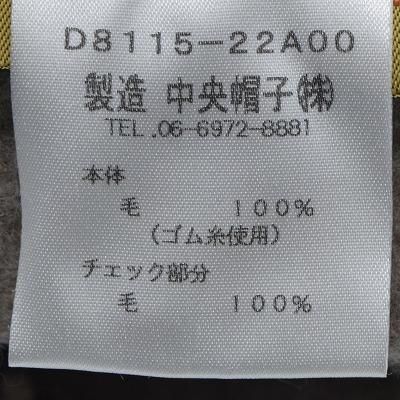 D8115-22A00
製造 中央帽子㈱
TEL.06-6972-8881
本体
毛 100%
(ゴム糸使用)
チェック部分
毛 100%